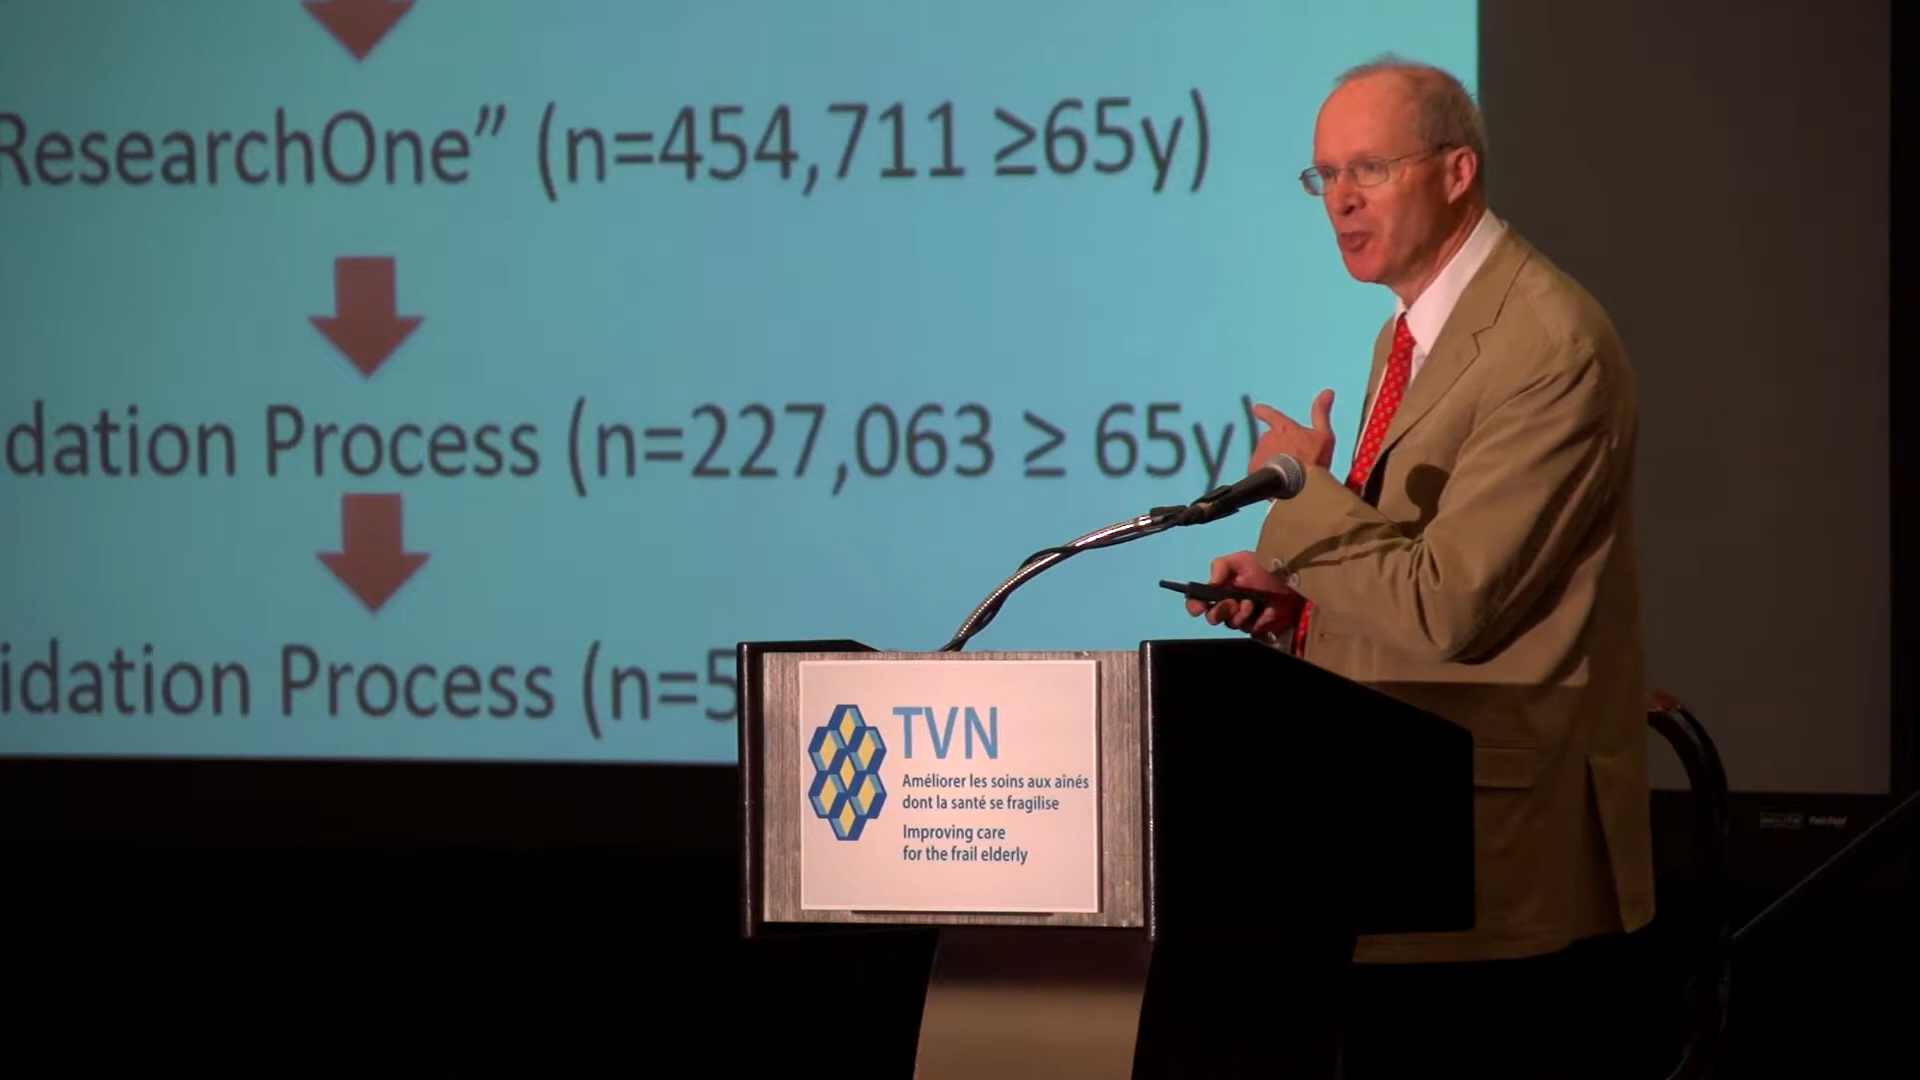 ResearchOne” (n=454,711 ≥65y)
dation Process (n=227,063 ≥ 65y)
idation Process (n=5
TVN
Améliorer les soins aux aînés
dont la santé se fragilise
Improving care
for the frail elderly